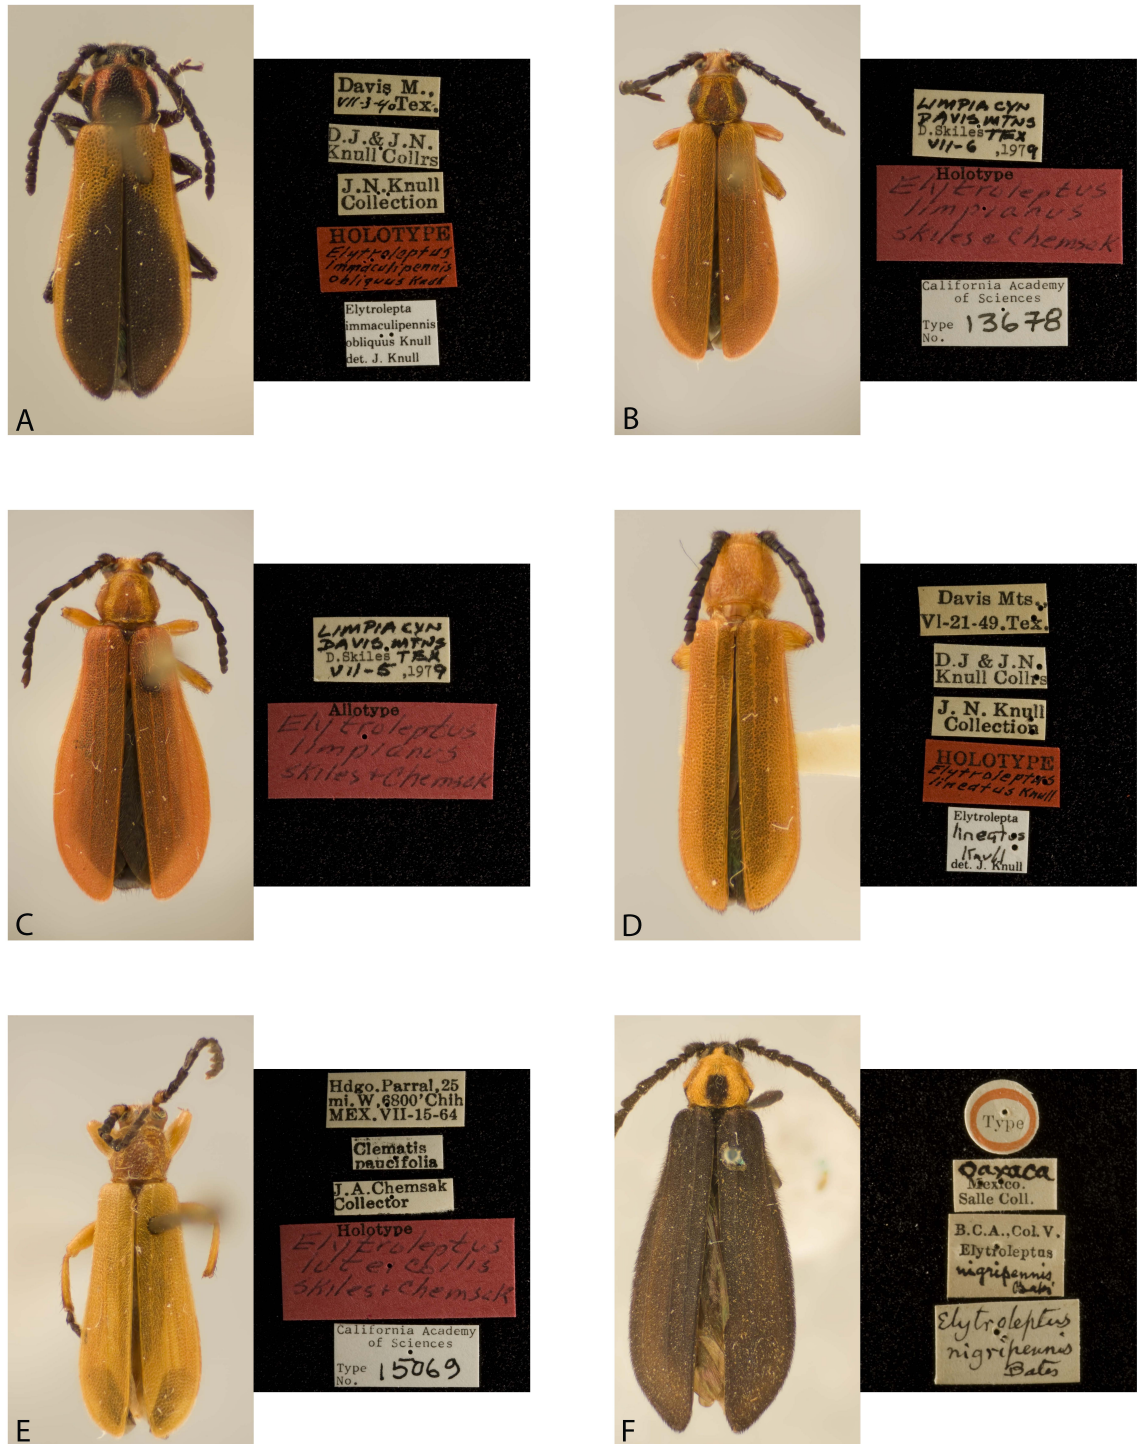 Davis M.,
VII-3-40 Tex.
D.J. & J.N.
Knull Collrs
J.N. Knull
Collection
HOLOTYPE
Elytroleptus
immaculipennis
obliquus Knull
Elytrolepta
immaculipennis
obliquus Knull
det. J. Knull
A
LIMPIA CYN
DAVIS. MTNS
D.Skiles TEX
VII-6 ,1979
Holotype
Elytroleptus
limpianus
Skiles & Chemsak
California Academy
of Sciences
Type
No. 13678
B
LIMPIA CYN
DAVIS. MTNS
D.Skiles TEX
VII-5 ,1979
Allotype
Elytroleptus
limpianus
Skiles & Chemsak
C
Davis Mts.,
VI-21-49. Tex.
D.J & J.N.
Knull Collrs
J. N. Knull
Collection
HOLOTYPE
Elytroleptus
lineatus Knull
Elytrolepta
lineatus
Knull
det. J. Knull
D
Hdgo. Parral, 25
mi. W. 6800' Chih
MEX. VII-15-64
Clematis
paucifolia
J.A. Chemsak
Collector
Holotype
Elytroleptus
luteicollis
Skiles & Chemsak
California Academy
of Sciences
Type
No. 15069
E
Type
Oaxaca
Mexico.
Salle Coll.
B.C.A., Col. V.
Elytroleptus
nigripennis
Bates
Elytroleptus
nigripennis
Bates
F